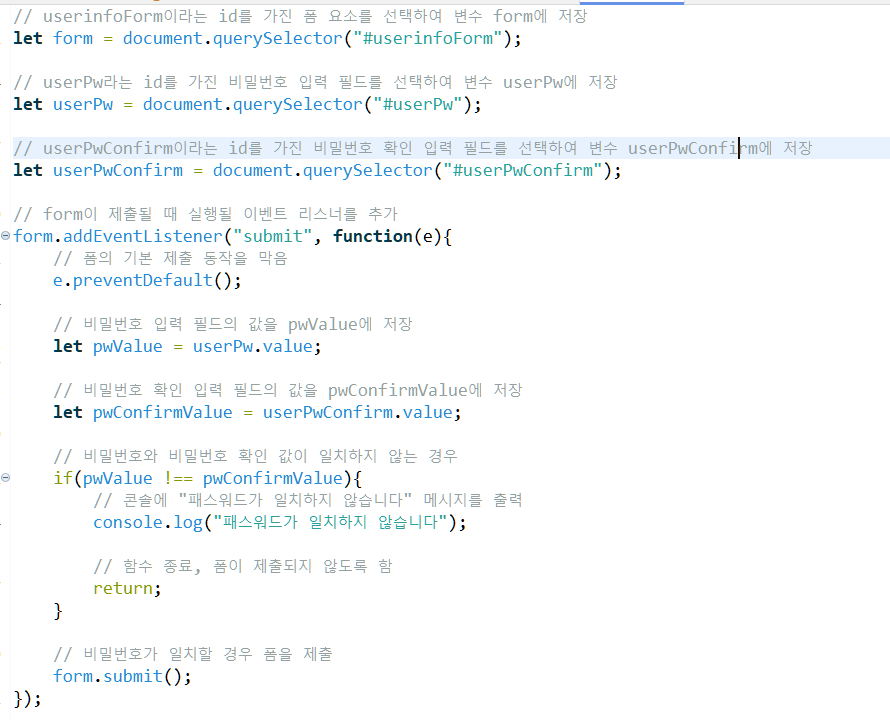 // userinfoForm이라는 id를 가진 폼 요소를 선택하여 변수 form에 저장
let form = document.querySelector("#userinfoForm");
// userPw라는 id를 가진 비밀번호 입력 필드를 선택하여 변수 userPw에 저장
let userPw = document.querySelector("#userPw");
// userPwConfirm이라는 id를 가진 비밀번호 확인 입력 필드를 선택하여 변수 userPwConfirm에 저장
let userPwConfirm = document.querySelector("#userPwConfirm");
// form이 제출될 때 실행될 이벤트 리스너를 추가
form.addEventListener("submit", function(e){
// 폼의 기본 제출 동작을 막음
e.preventDefault();
// 비밀번호 입력 필드의 값을 pwValue에 저장
let pwValue = userPw.value;
// 비밀번호 확인 입력 필드의 값을 pwConfirmValue에 저장
let pwConfirmValue = userPwConfirm.value;
// 비밀번호와 비밀번호 확인 값이 일치하지 않는 경우
if(pwValue !== pwConfirmValue){
// 콘솔에 "패스워드가 일치하지 않습니다" 메시지를 출력
console.log("패스워드가 일치하지 않습니다");
// 함수 종료, 폼이 제출되지 않도록 함
return;
}
// 비밀번호가 일치할 경우 폼을 제출
form.submit();
});